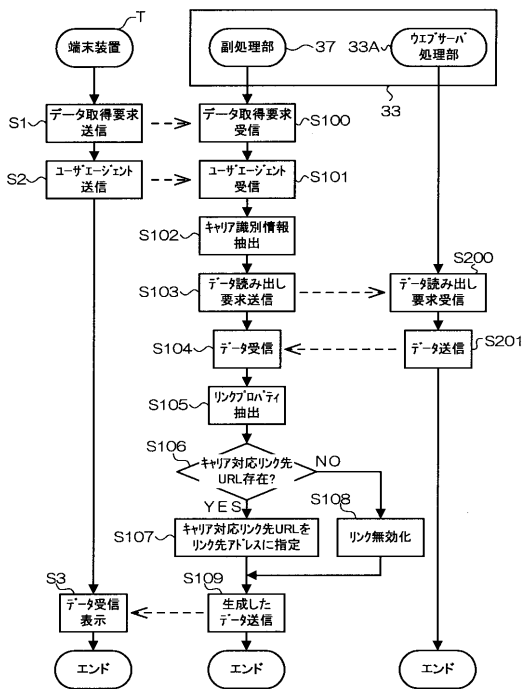 T
端末装置
副処理部
37
33A
ウエブサーバ
処理部
33
S1
データ取得要求
送信
データ取得要求
受信
S100
S2
ユーザエージェント
送信
ユーザエージェント
受信
S101
S102
キャリア識別情報
抽出
S103
データ読み出し
要求送信
S200
データ読み出し
要求受信
S104
データ受信
データ送信
S201
S105
リンクプロパティ
抽出
S106
キャリア対応リンク先
URL存在?
NO
YES
S107
キャリア対応リンク先URLを
リンク先アドレスに指定
S108
リンク無効化
S3
データ受信
表示
S109
生成した
データ送信
エンド
エンド
エンド